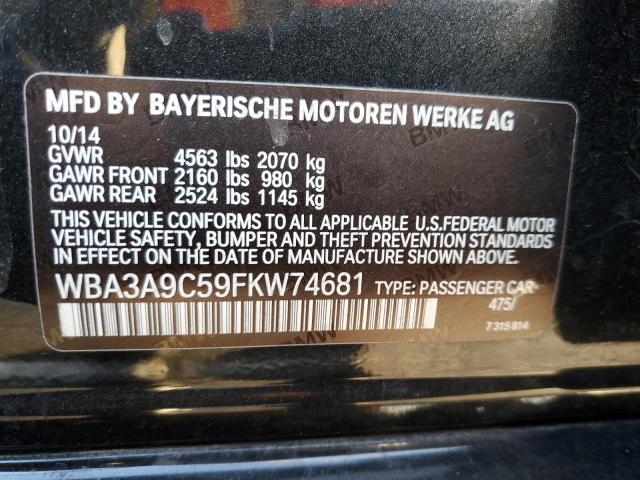 MFD BY BAYERISCHE MOTOREN WERKE AG
10/14
GVWR 4563 lbs 2070 kg
GAWR FRONT 2160 lbs 980 kg
GAWR REAR 2524 lbs 1145 kg
THIS VEHICLE CONFORMS TO ALL APPLICABLE U.S.FEDERAL MOTOR
VEHICLE SAFETY, BUMPER AND THEFT PREVENTION STANDARDS
IN EFFECT ON THE DATE OF MANUFACTURE SHOWN ABOVE.
WBA3A9C59FKW74681 TYPE: PASSENGER CAR
475/
7315814